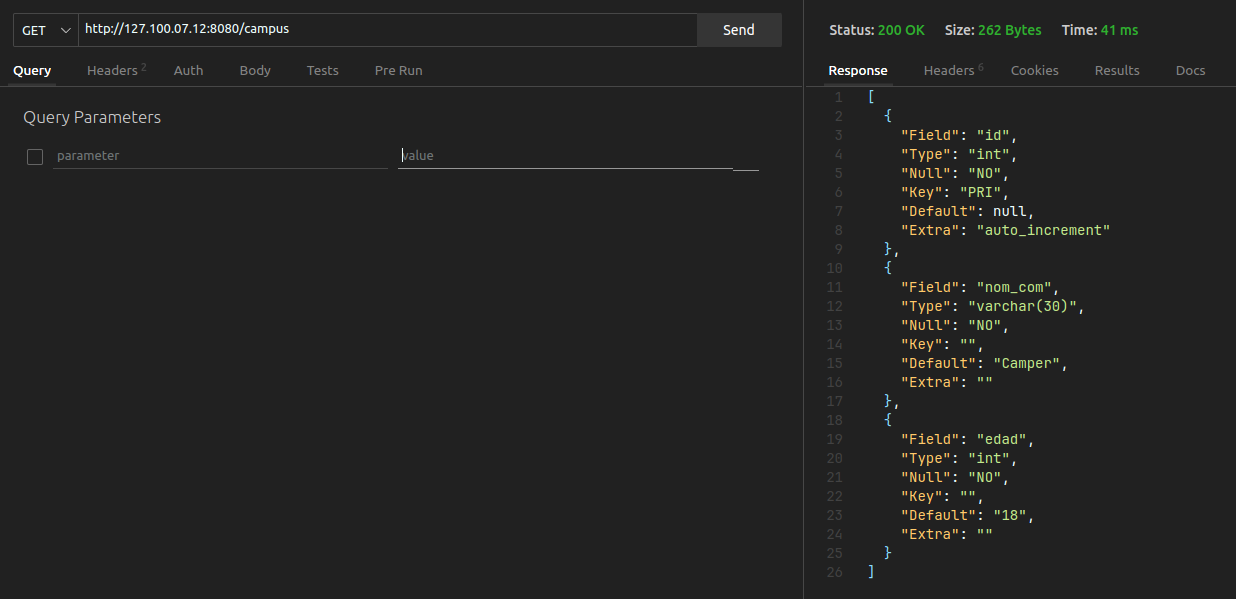 GET http://127.100.07.12:8080/campus Send
Query Headers 2 Auth Body Tests Pre Run
Query Parameters
parameter value
Status: 200 OK Size: 262 Bytes Time: 41 ms
Response Headers 6 Cookies Results Docs
1 [
2 {
3 "Field": "id",
4 "Type": "int",
5 "Null": "NO",
6 "Key": "PRI",
7 "Default": null,
8 "Extra": "auto_increment"
9 },
10 {
11 "Field": "nom_com",
12 "Type": "varchar(30)",
13 "Null": "NO",
14 "Key": "",
15 "Default": "Camper",
16 "Extra": ""
17 },
18 {
19 "Field": "edad",
20 "Type": "int",
21 "Null": "NO",
22 "Key": "",
23 "Default": "18",
24 "Extra": ""
25 }
26 ]